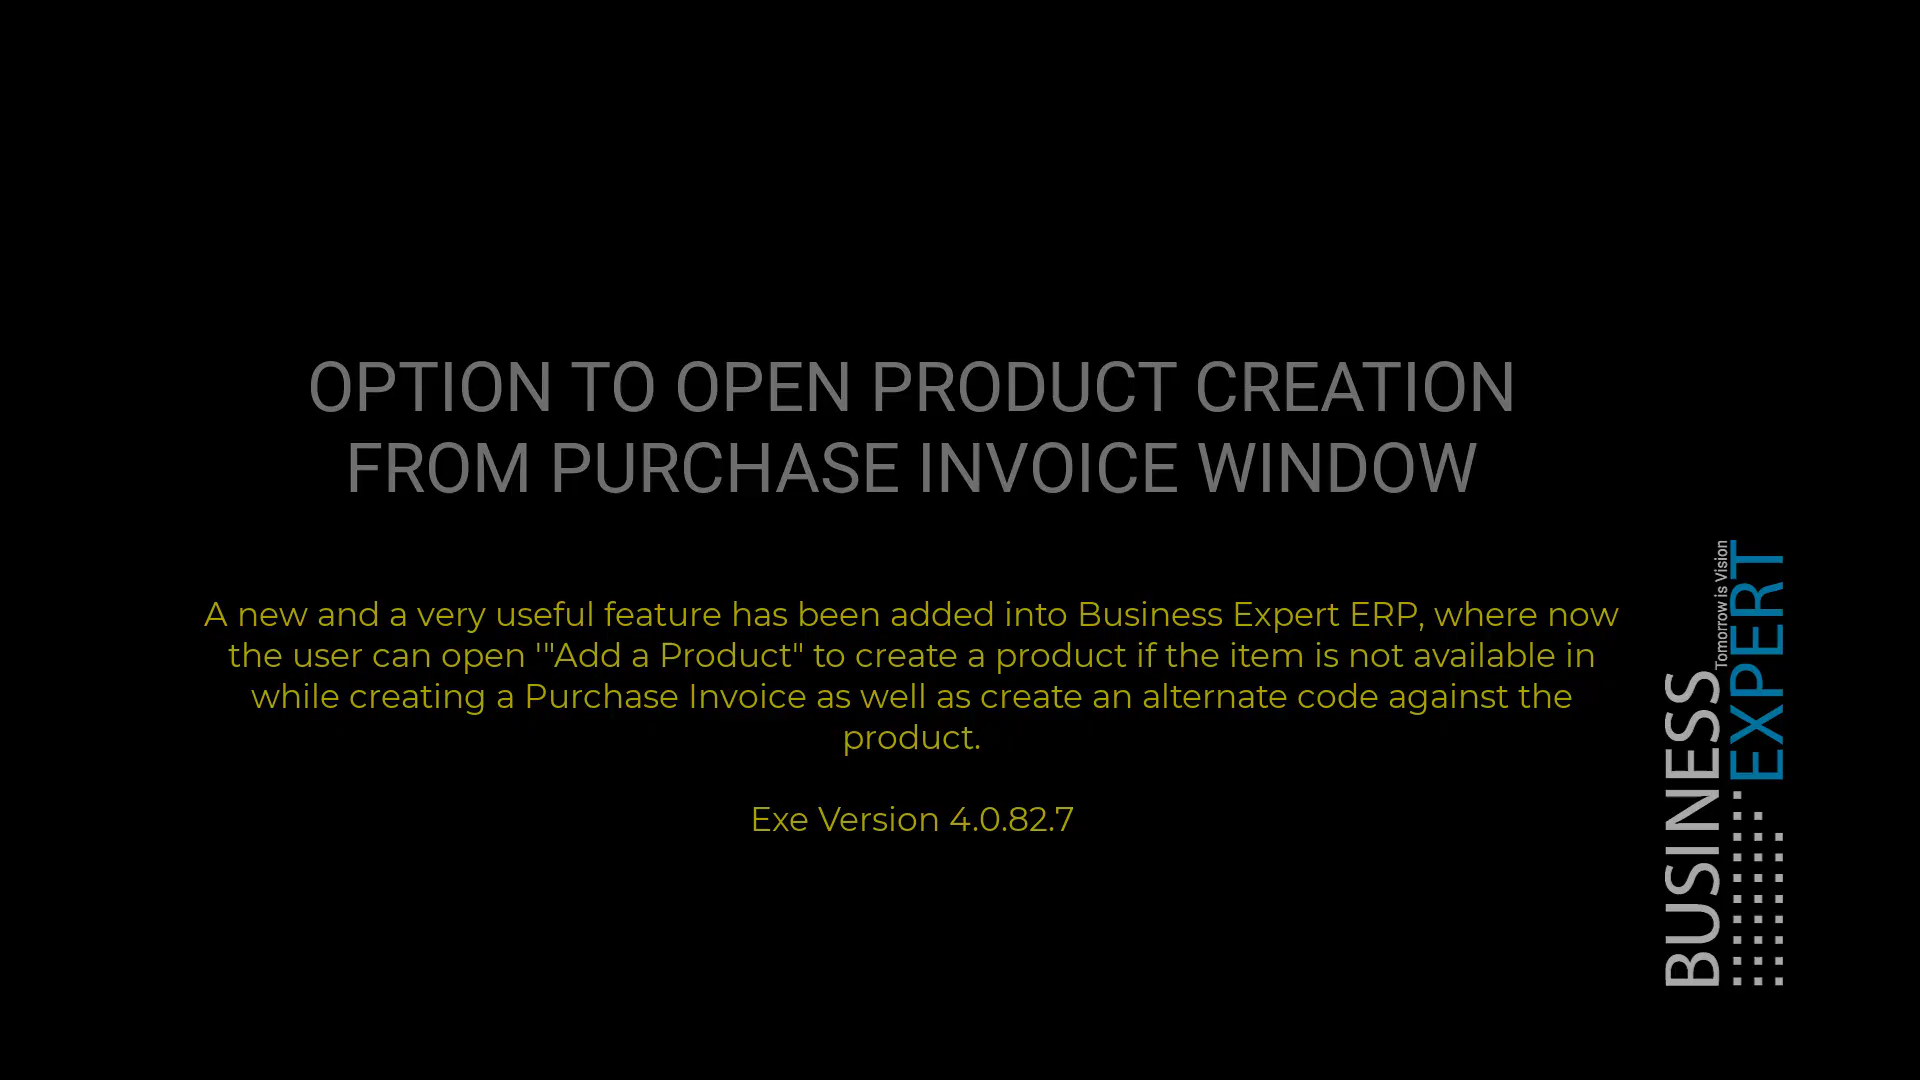 OPTION TO OPEN PRODUCT CREATION
FROM PURCHASE INVOICE WINDOW
A new and a very useful feature has been added into Business Expert ERP, where now
the user can open '"Add a Product" to create a product if the item is not available in
while creating a Purchase Invoice as well as create an alternate code against the
product.
Exe Version 4.0.82.7
BUSINESS
Tomorrow is Vision
EXPERT